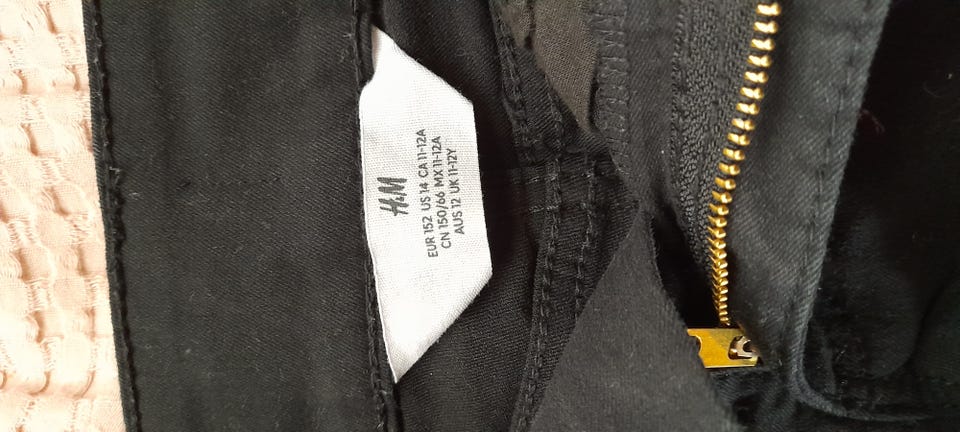 H&M
EUR 152 US 14 CA 11-12A
CN 150/66 MX 11-12A
AUS 12 UK 11-12Y